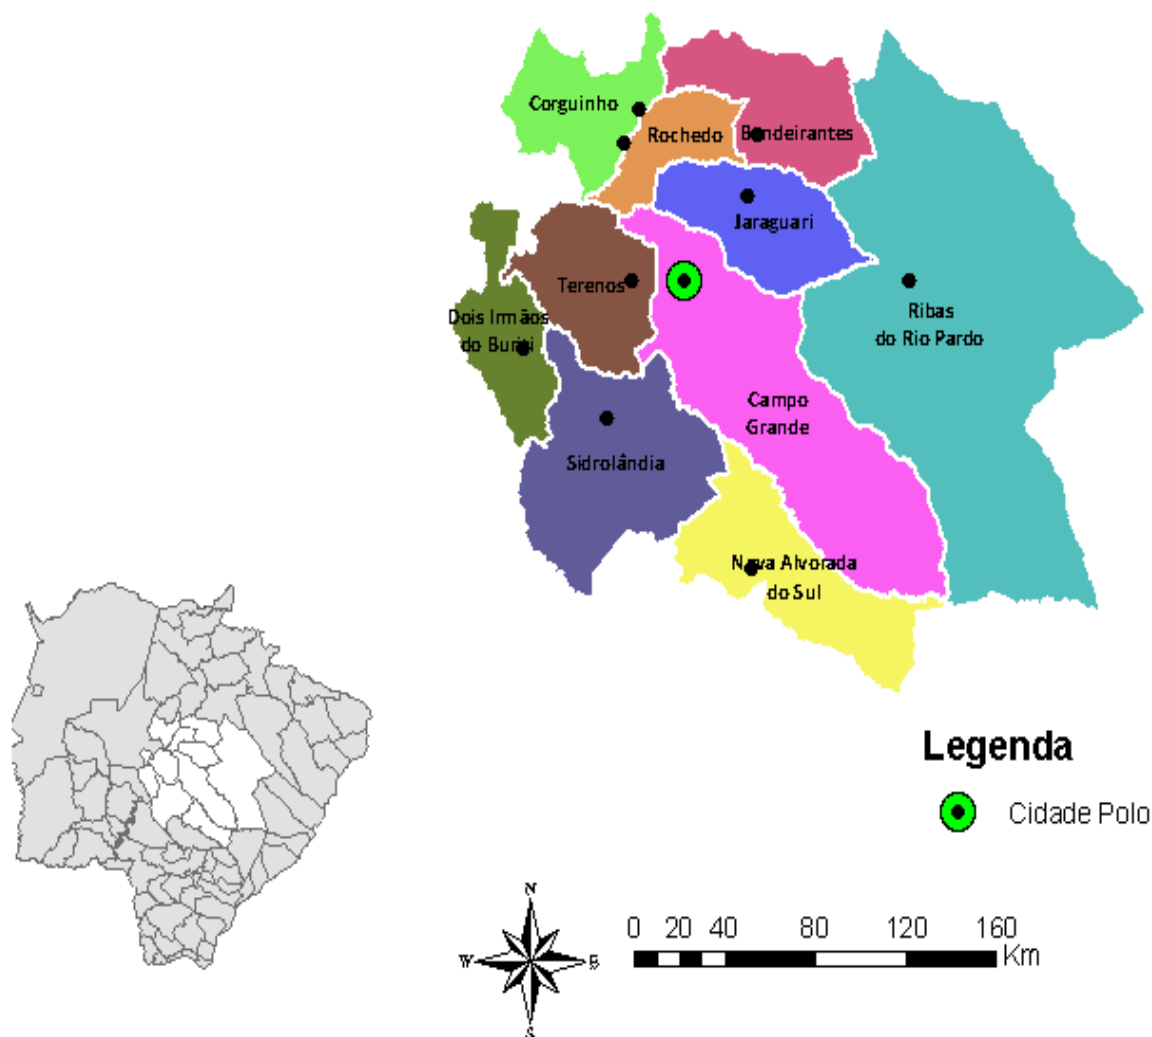 Corguinho
Rochedo
Bandeirantes
Jaraguari
Terenos
Dois Irmãos
do Buriti
Ribas
do Rio Pardo
Campo
Grande
Sidrolândia
Nova Alvorada
do Sul
Legenda
Cidade Polo
N
W
E
S
0 20 40 80 120 160
Km